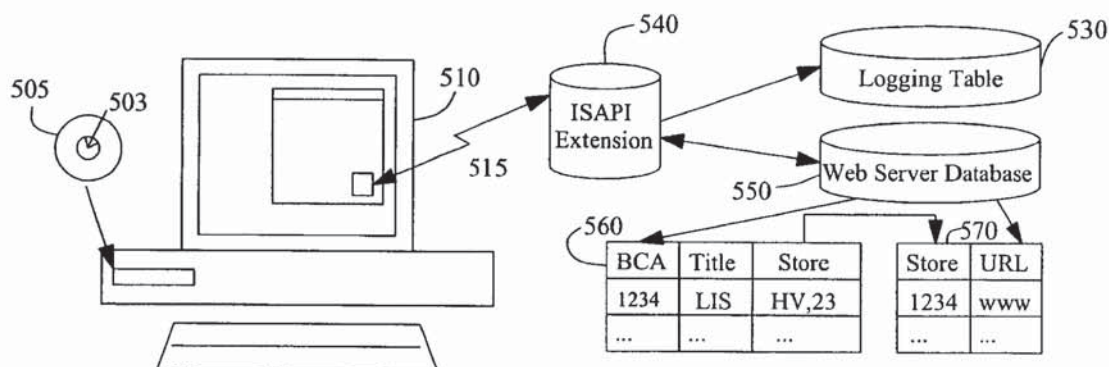 540
530
505
503
510
Logging Table
ISAPI
Extension
515
Web Server Database
550
560
570
BCA Title Store
1234 LIS HV,23
... ...
Store URL
1234 www
... ...